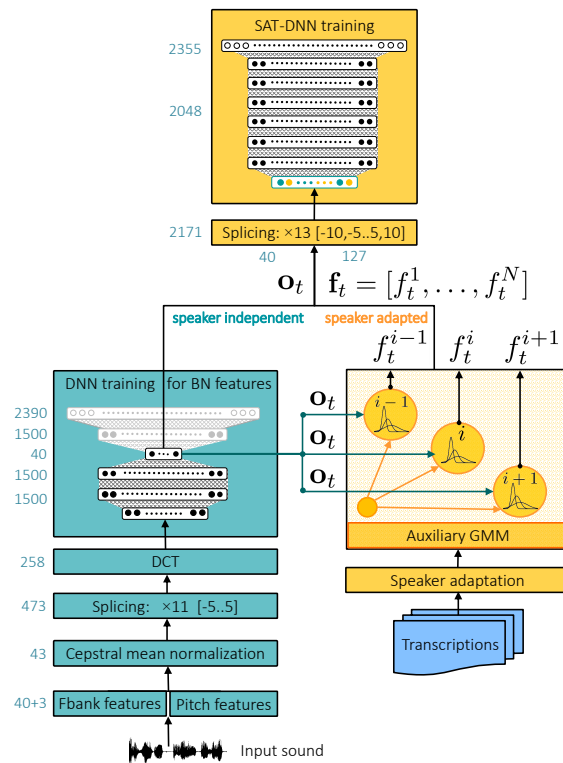 SAT-DNN training
2355
2048
2171
Splicing: ×13 [-10,-5..5,10]
40
127
o_t
f_t = [f_t^1, . . . , f_t^N]
speaker independent
speaker adapted
f_t^{i−1}
f_t^i
f_t^{i+1}
DNN training for BN features
2390
1500
40
1500
1500
o_t
o_t
o_t
i − 1
i
i + 1
Auxiliary GMM
258
DCT
Speaker adaptation
473
Splicing: ×11 [-5..5]
Transcriptions
43
Cepstral mean normalization
40+3
Fbank features
Pitch features
Input sound